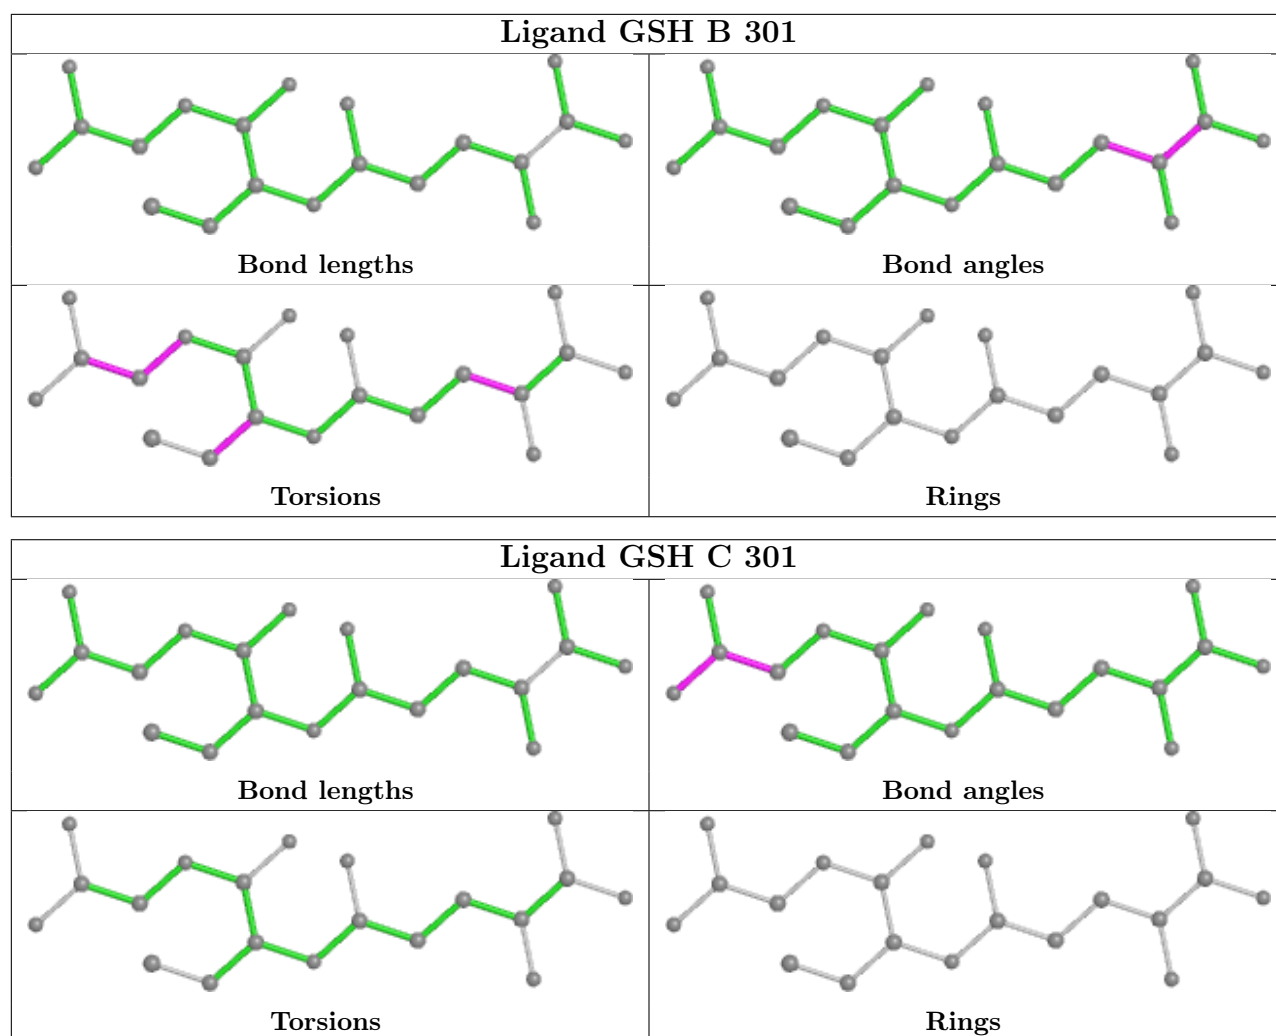 Ligand GSH B 301
Bond lengths
Bond angles
Torsions
Rings
Ligand GSH C 301
Bond lengths
Bond angles
Torsions
Rings